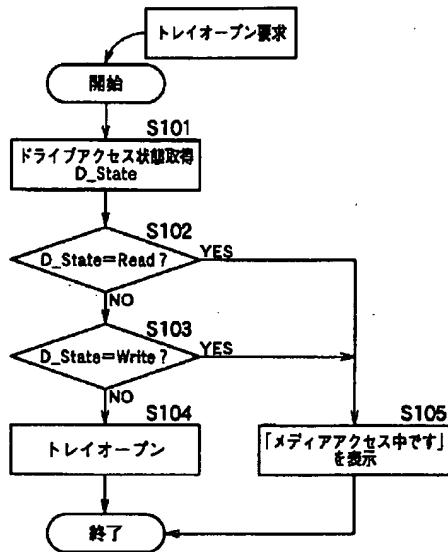 トレイオープン要求
開始
S101
ドライブアクセス状態取得
D_State
S102
D_State=Read?
YES
NO
S103
D_State=Write?
YES
NO
S104
トレイオープン
S105
「メディアアクセス中です」
を表示
終了